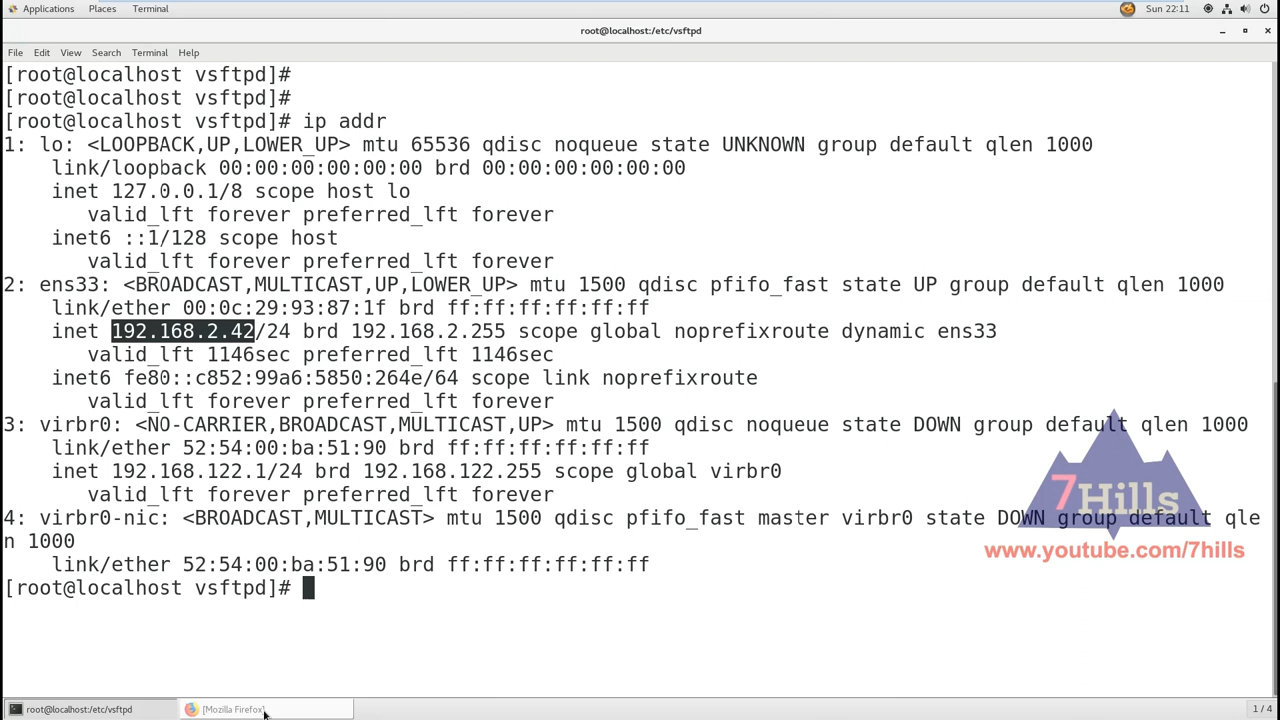 Applications Places Terminal Sun 22:11
root@localhost:/etc/vsftpd
File Edit View Search Terminal Help
[root@localhost vsftpd]#
[root@localhost vsftpd]#
[root@localhost vsftpd]# ip addr
1: lo: <LOOPBACK,UP,LOWER_UP> mtu 65536 qdisc noqueue state UNKNOWN group default qlen 1000
    link/loopback 00:00:00:00:00:00 brd 00:00:00:00:00:00
    inet 127.0.0.1/8 scope host lo
       valid_lft forever preferred_lft forever
    inet6 ::1/128 scope host
       valid_lft forever preferred_lft forever
2: ens33: <BROADCAST,MULTICAST,UP,LOWER_UP> mtu 1500 qdisc pfifo_fast state UP group default qlen 1000
    link/ether 00:0c:29:93:87:1f brd ff:ff:ff:ff:ff:ff
    inet 192.168.2.42/24 brd 192.168.2.255 scope global noprefixroute dynamic ens33
       valid_lft 1146sec preferred_lft 1146sec
    inet6 fe80::c852:99a6:5850:264e/64 scope link noprefixroute
       valid_lft forever preferred_lft forever
3: virbr0: <NO-CARRIER,BROADCAST,MULTICAST,UP> mtu 1500 qdisc noqueue state DOWN group default qlen 1000
    link/ether 52:54:00:ba:51:90 brd ff:ff:ff:ff:ff:ff
    inet 192.168.122.1/24 brd 192.168.122.255 scope global virbr0
       valid_lft forever preferred_lft forever
4: virbr0-nic: <BROADCAST,MULTICAST> mtu 1500 qdisc pfifo_fast master virbr0 state DOWN group default qle
n 1000
    link/ether 52:54:00:ba:51:90 brd ff:ff:ff:ff:ff:ff
[root@localhost vsftpd]#
7Hills
www.youtube.com/7hills
root@localhost:/etc/vsftpd [Mozilla Firefox] 1 / 4